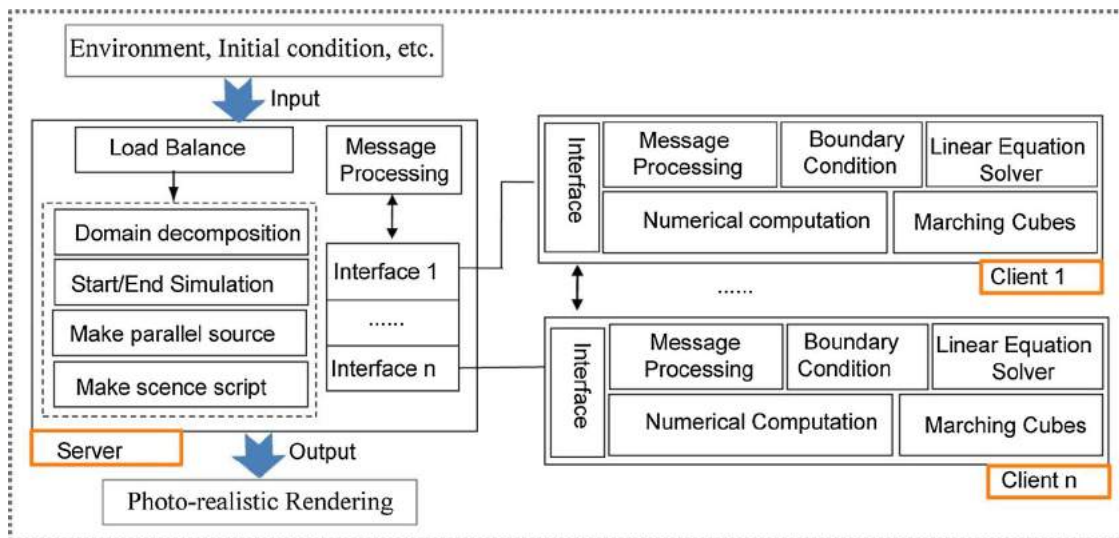 Environment, Initial condition, etc.
Input
Load Balance
Message
Processing
Domain decomposition
Start/End Simulation
Make parallel source
Make scence script
Interface 1
......
Interface n
Server
Output
Photo-realistic Rendering
Interface
Message
Processing
Boundary
Condition
Linear Equation
Solver
Numerical computation
Marching Cubes
Client 1
......
Interface
Message
Processing
Boundary
Condition
Linear Equation
Solver
Numerical Computation
Marching Cubes
Client n